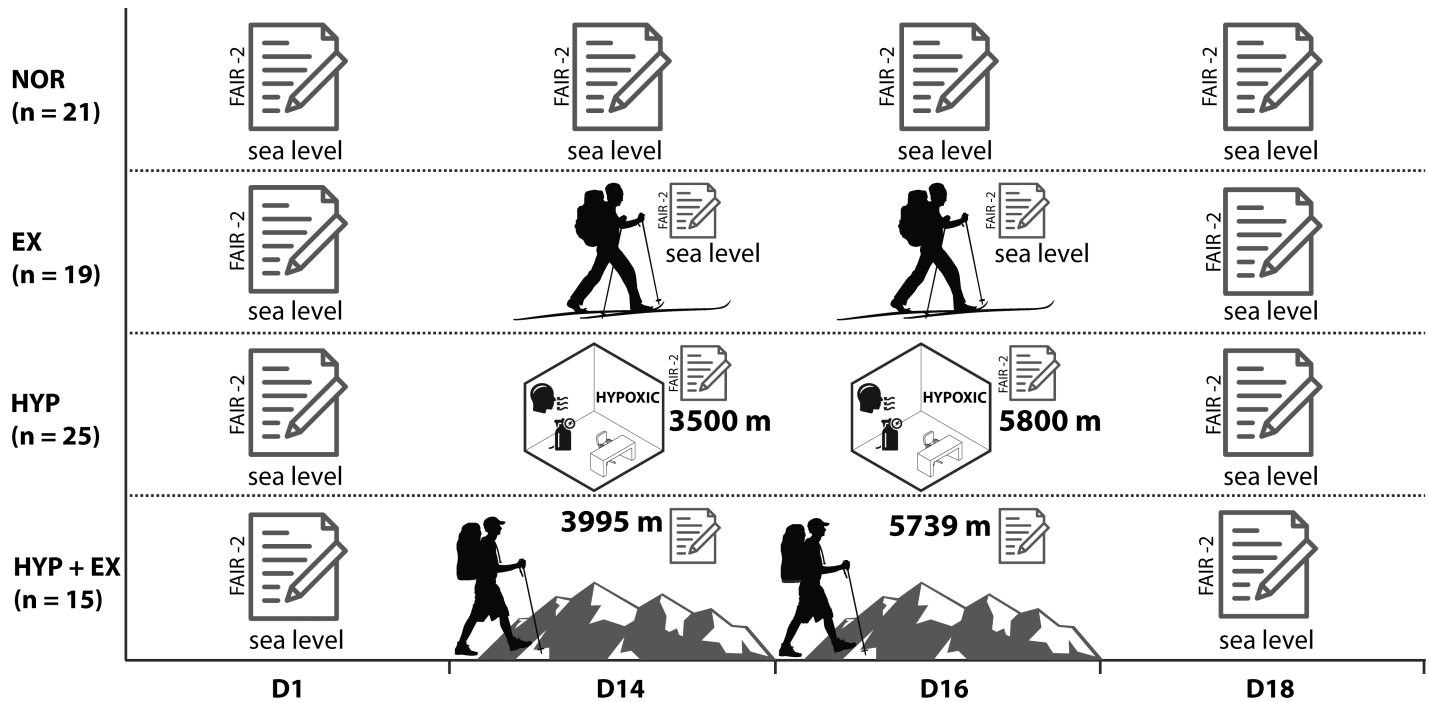 NOR
(n = 21)
FAIR -2
sea level
FAIR -2
sea level
FAIR -2
sea level
FAIR -2
sea level
EX
(n = 19)
FAIR -2
sea level
FAIR -2
sea level
FAIR -2
sea level
FAIR -2
sea level
HYP
(n = 25)
FAIR -2
sea level
HYPOXIC
FAIR -2
3500 m
HYPOXIC
FAIR -2
5800 m
FAIR -2
sea level
HYP + EX
(n = 15)
FAIR -2
sea level
3995 m
5739 m
FAIR -2
sea level
D1
D14
D16
D18